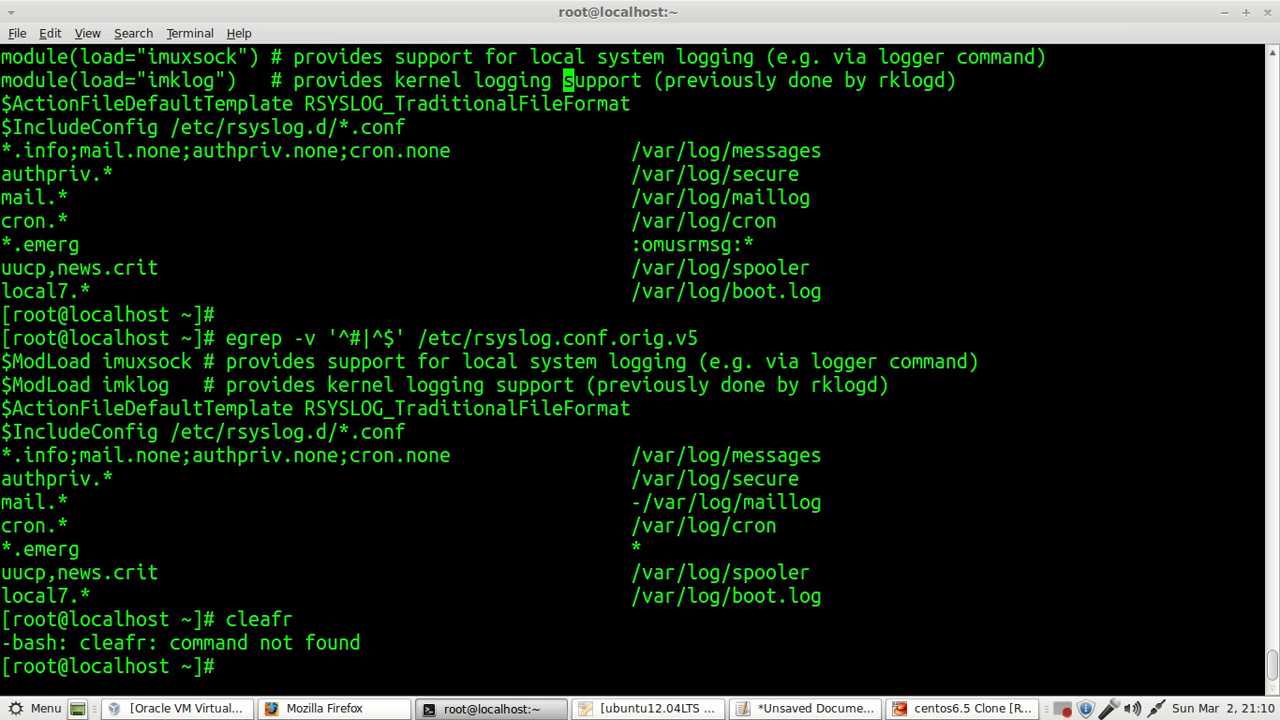 root@localhost:~
File Edit View Search Terminal Help
module(load="imuxsock") # provides support for local system logging (e.g. via logger command)
module(load="imklog")   # provides kernel logging support (previously done by rklogd)
$ActionFileDefaultTemplate RSYSLOG_TraditionalFileFormat
$IncludeConfig /etc/rsyslog.d/*.conf
*.info;mail.none;authpriv.none;cron.none                /var/log/messages
authpriv.*                                              /var/log/secure
mail.*                                                  /var/log/maillog
cron.*                                                  /var/log/cron
*.emerg                                                 :omusrmsg:*
uucp,news.crit                                          /var/log/spooler
local7.*                                                /var/log/boot.log
[root@localhost ~]#
[root@localhost ~]# egrep -v '^#|^$' /etc/rsyslog.conf.orig.v5
$ModLoad imuxsock # provides support for local system logging (e.g. via logger command)
$ModLoad imklog   # provides kernel logging support (previously done by rklogd)
$ActionFileDefaultTemplate RSYSLOG_TraditionalFileFormat
$IncludeConfig /etc/rsyslog.d/*.conf
*.info;mail.none;authpriv.none;cron.none                /var/log/messages
authpriv.*                                              /var/log/secure
mail.*                                                  -/var/log/maillog
cron.*                                                  /var/log/cron
*.emerg                                                 *
uucp,news.crit                                          /var/log/spooler
local7.*                                                /var/log/boot.log
[root@localhost ~]# cleafr
-bash: cleafr: command not found
[root@localhost ~]#
Menu [Oracle VM Virtual... Mozilla Firefox root@localhost:~ [ubuntu12.04LTS ... *Unsaved Docume... centos6.5 Clone [R... Sun Mar 2, 21:10